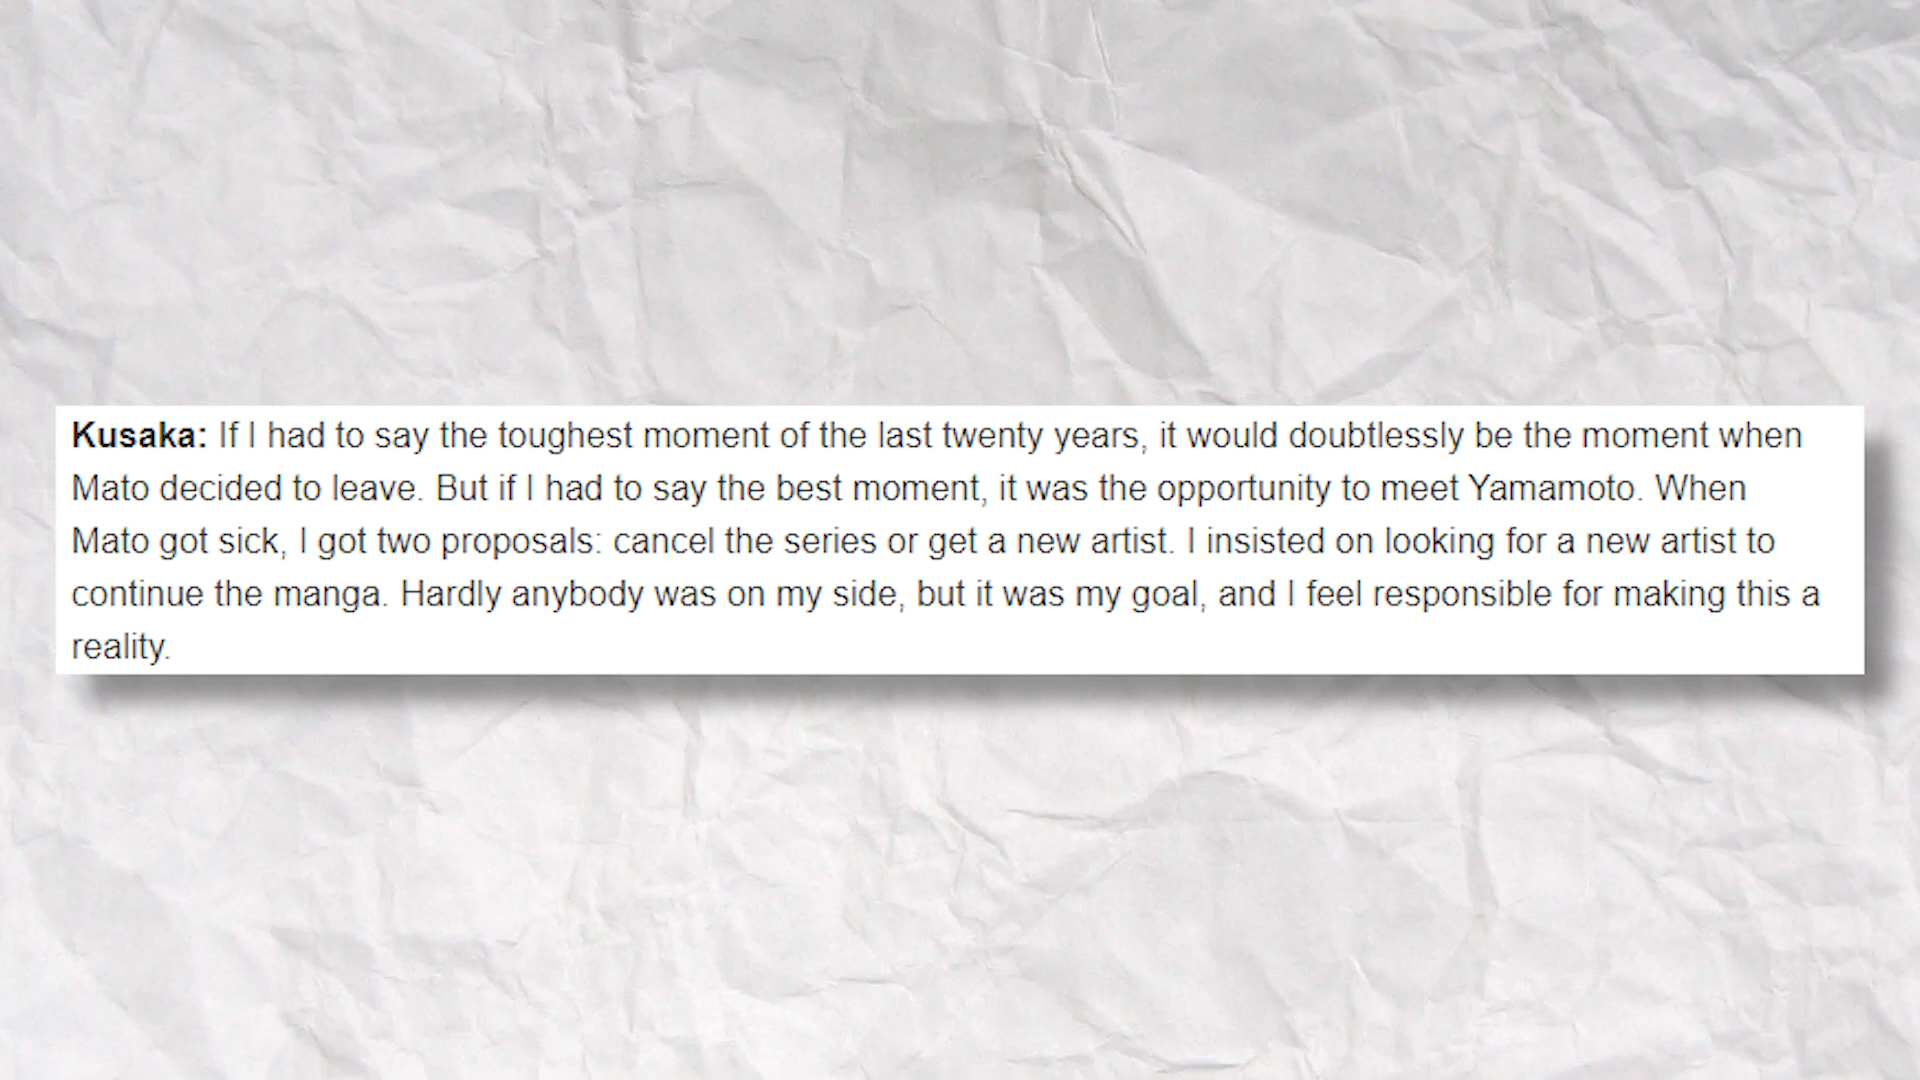 Kusaka: If I had to say the toughest moment of the last twenty years, it would doubtlessly be the moment when
Mato decided to leave. But if I had to say the best moment, it was the opportunity to meet Yamamoto. When
Mato got sick, I got two proposals: cancel the series or get a new artist. I insisted on looking for a new artist to
continue the manga. Hardly anybody was on my side, but it was my goal, and I feel responsible for making this a
reality.